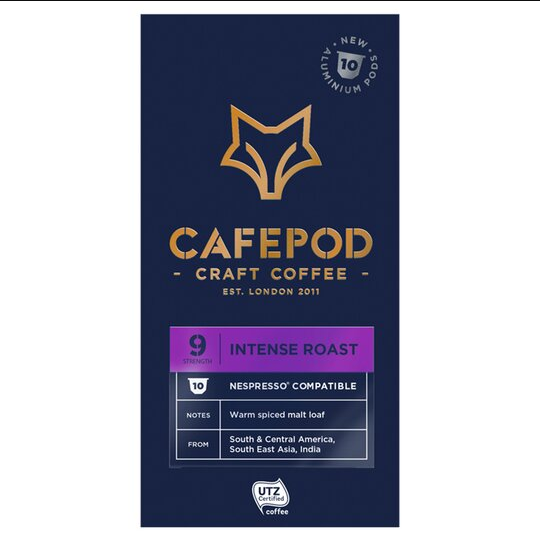 NEW
10
ALUMINIUM PODS
CAFEPOD
- CRAFT COFFEE -
EST. LONDON 2011
9
STRENGTH
INTENSE ROAST
10
NESPRESSO® COMPATIBLE
NOTES
Warm spiced malt loaf
FROM
South & Central America,
South East Asia, India
UTZ
Certified
coffee